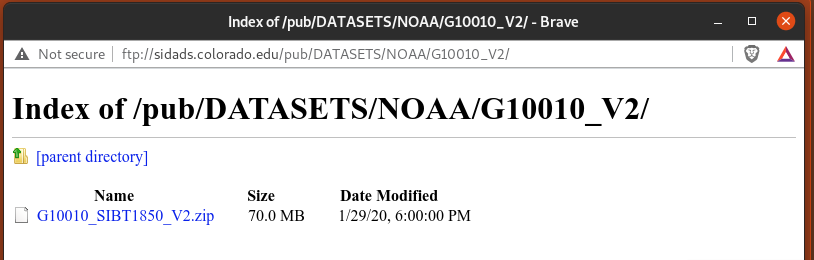 Index of /pub/DATASETS/NOAA/G10010_V2/ - Brave
Not secure | ftp://sidads.colorado.edu/pub/DATASETS/NOAA/G10010_V2/
Index of /pub/DATASETS/NOAA/G10010_V2/
[parent directory]
Name Size Date Modified
G10010_SIBT1850_V2.zip 70.0 MB 1/29/20, 6:00:00 PM